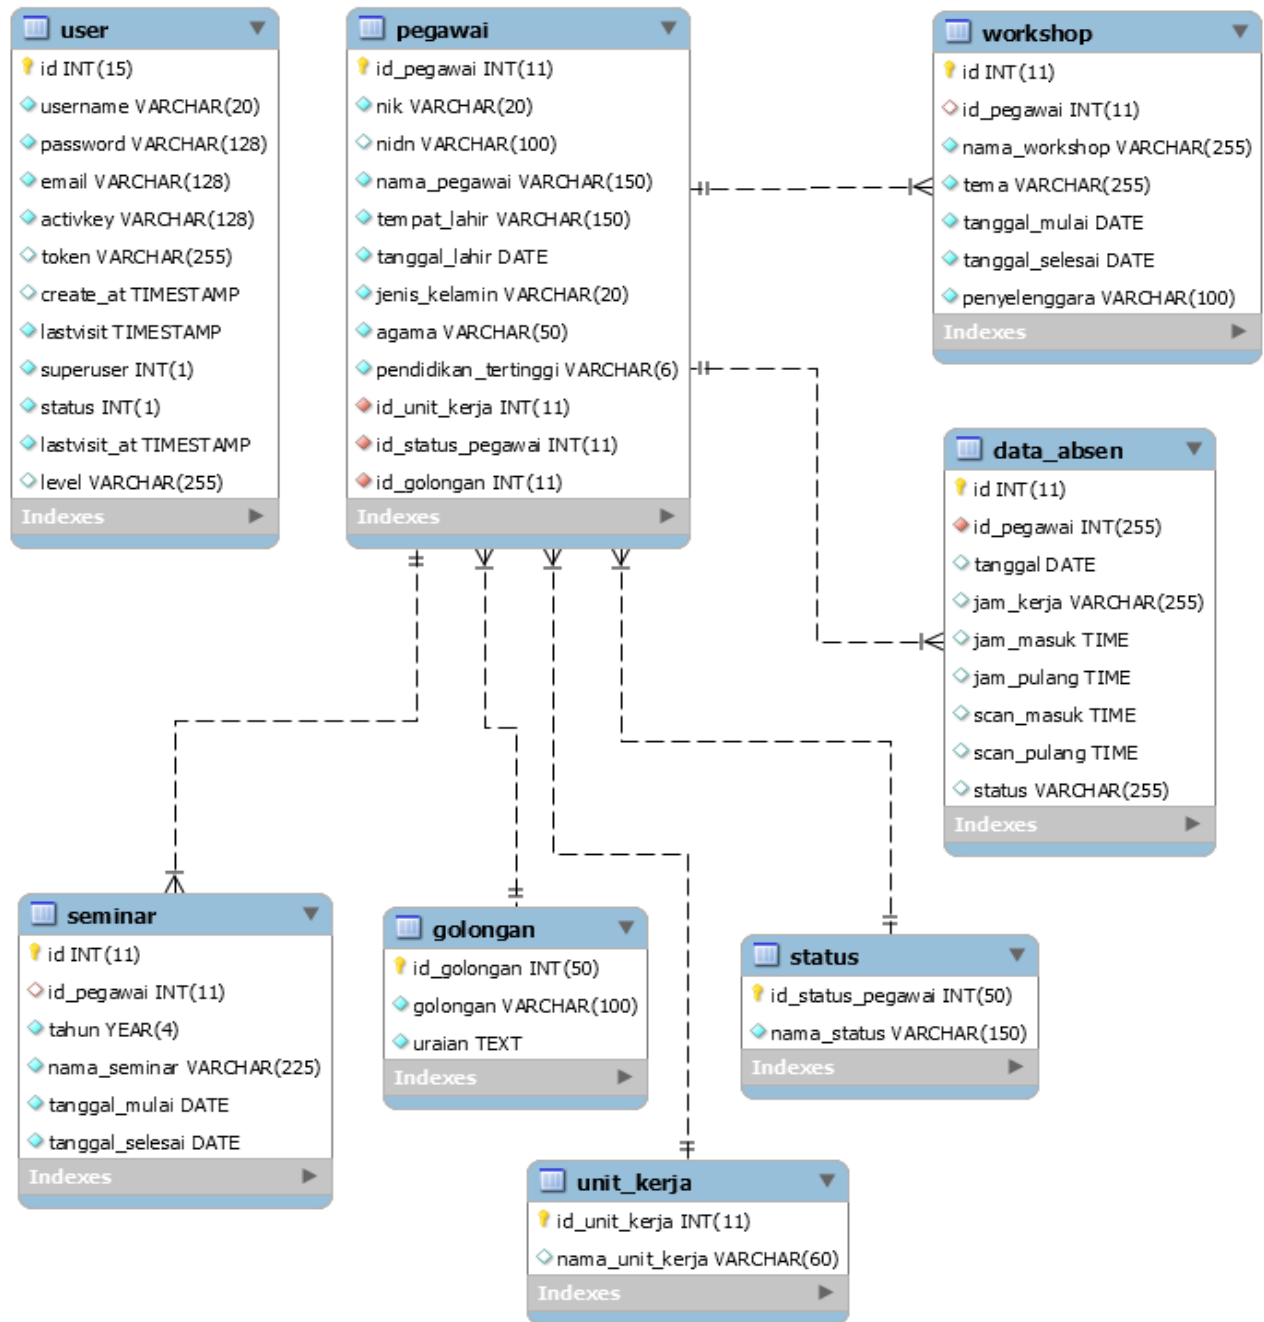 user
id INT(15)
username VARCHAR(20)
password VARCHAR(128)
email VARCHAR(128)
activkey VARCHAR(128)
token VARCHAR(255)
create_at TIMESTAMP
lastvisit TIMESTAMP
superuser INT(1)
status INT(1)
lastvisit_at TIMESTAMP
level VARCHAR(255)
Indexes
pegawai
id_pegawai INT(11)
nik VARCHAR(20)
nidn VARCHAR(100)
nama_pegawai VARCHAR(150)
tempat_lahir VARCHAR(150)
tanggal_lahir DATE
jenis_kelamin VARCHAR(20)
agama VARCHAR(50)
pendidikan_tertinggi VARCHAR(6)
id_unit_kerja INT(11)
id_status_pegawai INT(11)
id_golongan INT(11)
Indexes
workshop
id INT(11)
id_pegawai INT(11)
nama_workshop VARCHAR(255)
tema VARCHAR(255)
tanggal_mulai DATE
tanggal_selesai DATE
penyelenggara VARCHAR(100)
Indexes
data_absen
id INT(11)
id_pegawai INT(255)
tanggal DATE
jam_kerja VARCHAR(255)
jam_masuk TIME
jam_pulang TIME
scan_masuk TIME
scan_pulang TIME
status VARCHAR(255)
Indexes
seminar
id INT(11)
id_pegawai INT(11)
tahun YEAR(4)
nama_seminar VARCHAR(225)
tanggal_mulai DATE
tanggal_selesai DATE
Indexes
golongan
id_golongan INT(50)
golongan VARCHAR(100)
uraian TEXT
Indexes
status
id_status_pegawai INT(50)
nama_status VARCHAR(150)
Indexes
unit_kerja
id_unit_kerja INT(11)
nama_unit_kerja VARCHAR(60)
Indexes